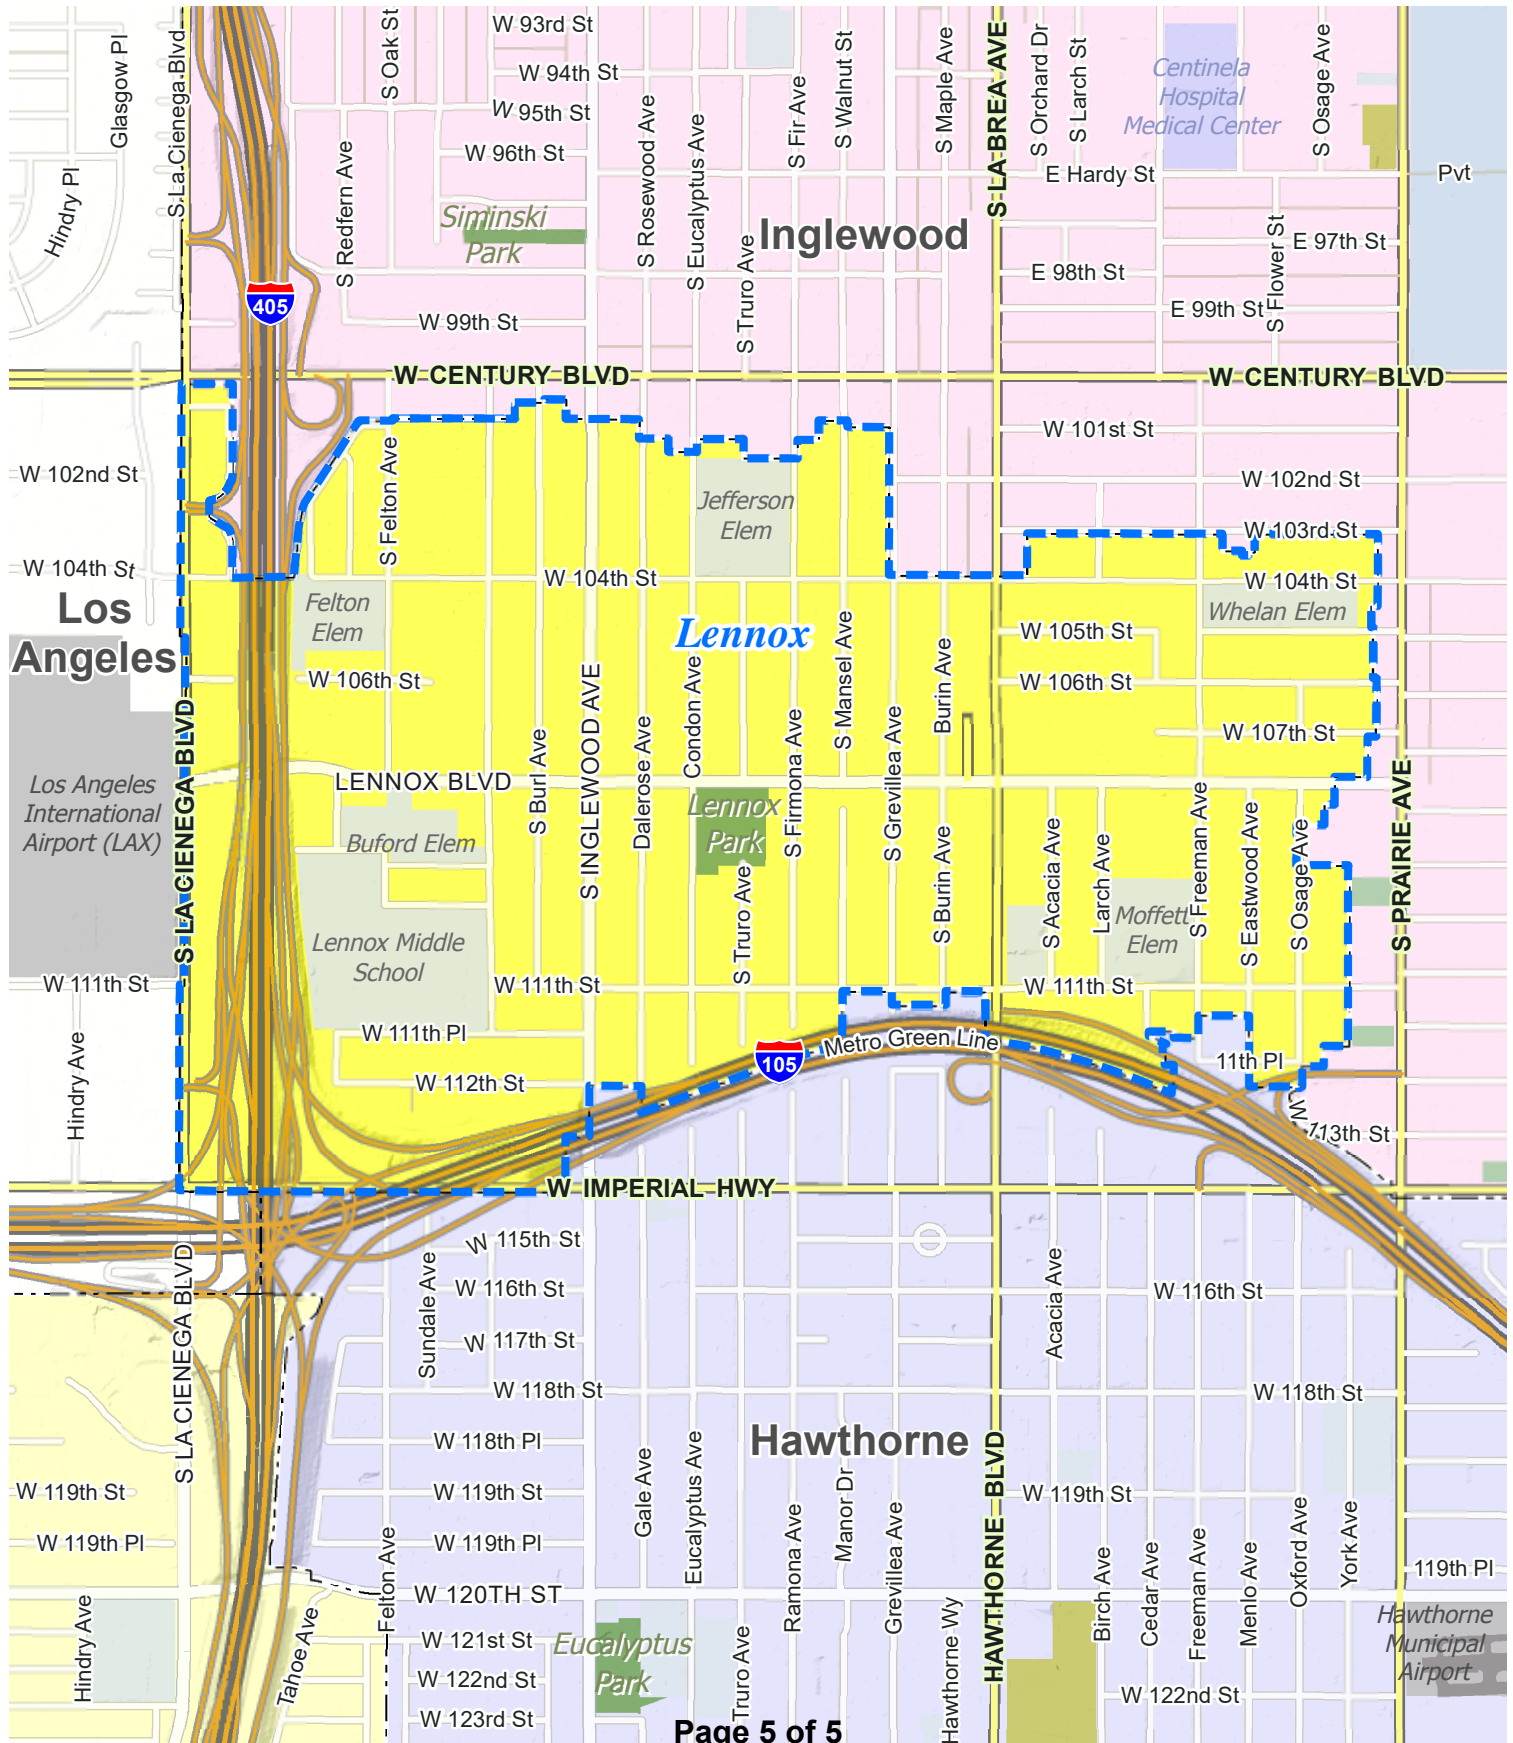 W 93rd St
W 94th St
W 95th St
W 96th St
Glasgow Pl
Hindry Pl
S La Cienega Blvd
S Oak St
S Redfern Ave
S Rosewood Ave
S Eucalyptus Ave
S Truro Ave
S Fir Ave
S Walnut St
S Maple Ave
S LA BREA AVE
S Orchard Dr
S Larch St
S Osage Ave
Centinela
Hospital
Medical Center
E Hardy St
Pvt
Siminski
Park
Inglewood
E 97th St
E 98th St
S Flower St
E 99th St
405
W 99th St
W CENTURY BLVD
W CENTURY BLVD
W 101st St
W 102nd St
W 102nd St
S Felton Ave
Jefferson
Elem
W 103rd St
W 104th St
W 104th St
W 104th St
Los
Angeles
Felton
Elem
Lennox
Whelan Elem
W 105th St
W 106th St
W 106th St
W 107th St
S LA CIENEGA BLVD
S Burl Ave
S INGLEWOOD AVE
Dalerose Ave
Condon Ave
S Firmona Ave
S Mansel Ave
S Grevillea Ave
Burin Ave
LENNOX BLVD
Los Angeles
International
Airport (LAX)
Buford Elem
Lennox
Park
S Truro Ave
S Burin Ave
S Acacia Ave
Larch Ave
S Freeman Ave
S Eastwood Ave
S Osage Ave
S PRAIRIE AVE
Moffett
Elem
Lennox Middle
School
W 111th St
W 111th St
W 111th St
W 111th Pl
Metro Green Line
105
11th Pl
W 112th St
Hindry Ave
W 113th St
W IMPERIAL HWY
W 115th St
W 116th St
W 116th St
W 117th St
W 118th St
W 118th St
S LA CIENEGA BLVD
Sundale Ave
Acacia Ave
Hawthorne
W 118th Pl
W 119th St
W 119th St
W 119th St
W 119th Pl
W 119th Pl
119th Pl
Gale Ave
Eucalyptus Ave
Ramona Ave
Manor Dr
Grevillea Ave
HAWTHORNE BLVD
Birch Ave
Cedar Ave
Freeman Ave
Menlo Ave
Oxford Ave
York Ave
Felton Ave
W 120TH ST
Hindry Ave
Tahoe Ave
W 121st St
W 122nd St
W 122nd St
W 123rd St
Eucalyptus
Park
Truro Ave
Hawthorne Wy
Hawthorne
Municipal
Airport
Page 5 of 5